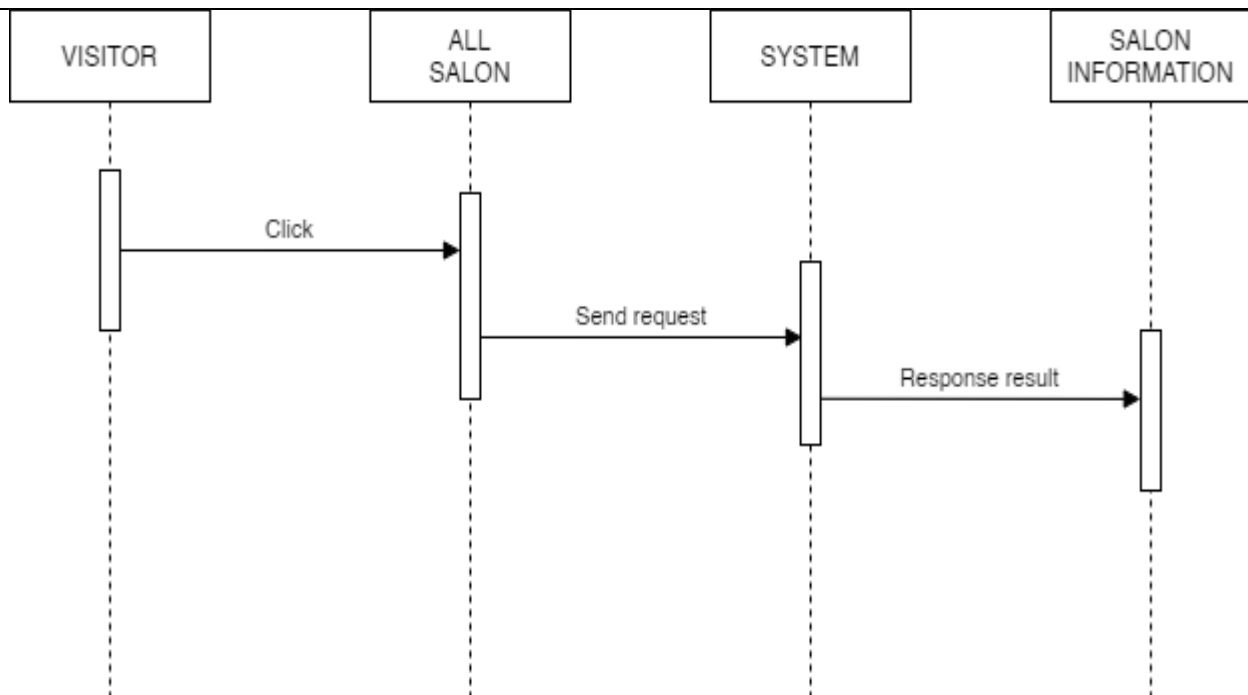 VISITOR
ALL
SALON
SYSTEM
SALON
INFORMATION
Click
Send request
Response result